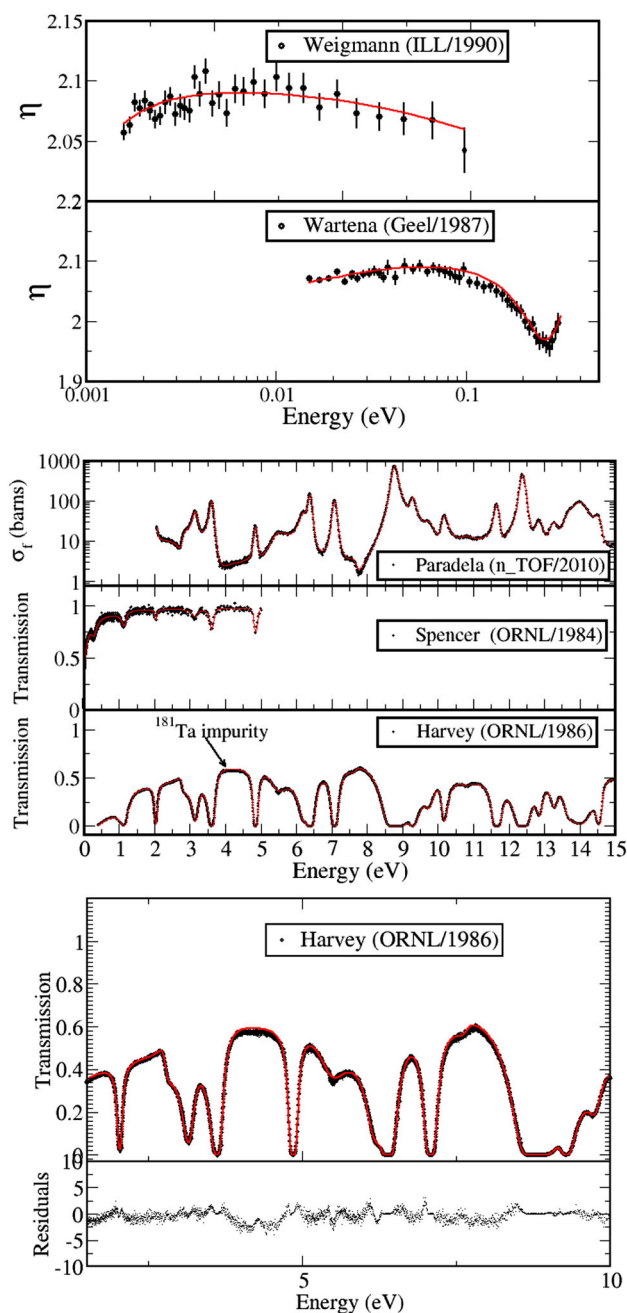 2.15
Weigmann (ILL/1990)
2.1
η
2.05
2
2.2
Wartena (Geel/1987)
2.1
η
2
1.9
0.001 0.01 0.1
Energy (eV)
1000
100
10
1
σf (barns)
Paradela (n_TOF/2010)
1
0.5
0
Transmission
Spencer (ORNL/1984)
1
0.5
0
Transmission
181Ta impurity
Harvey (ORNL/1986)
0 1 2 3 4 5 6 7 8 9 10 11 12 13 14 15
Energy (eV)
1
0.8
0.6
0.4
0.2
0
Transmission
Harvey (ORNL/1986)
10
5
0
-5
-10
Residuals
5 10
Energy (eV)